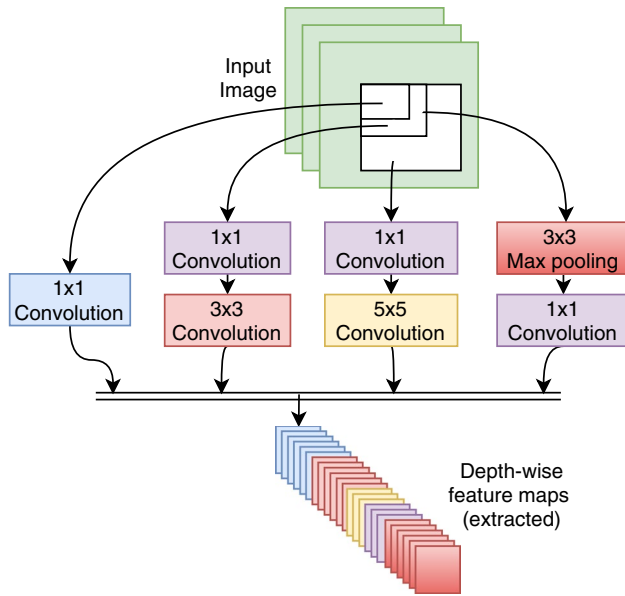 Input
Image
1x1
Convolution
1x1
Convolution
3x3
Max pooling
1x1
Convolution
3x3
Convolution
5x5
Convolution
1x1
Convolution
Depth-wise
feature maps
(extracted)